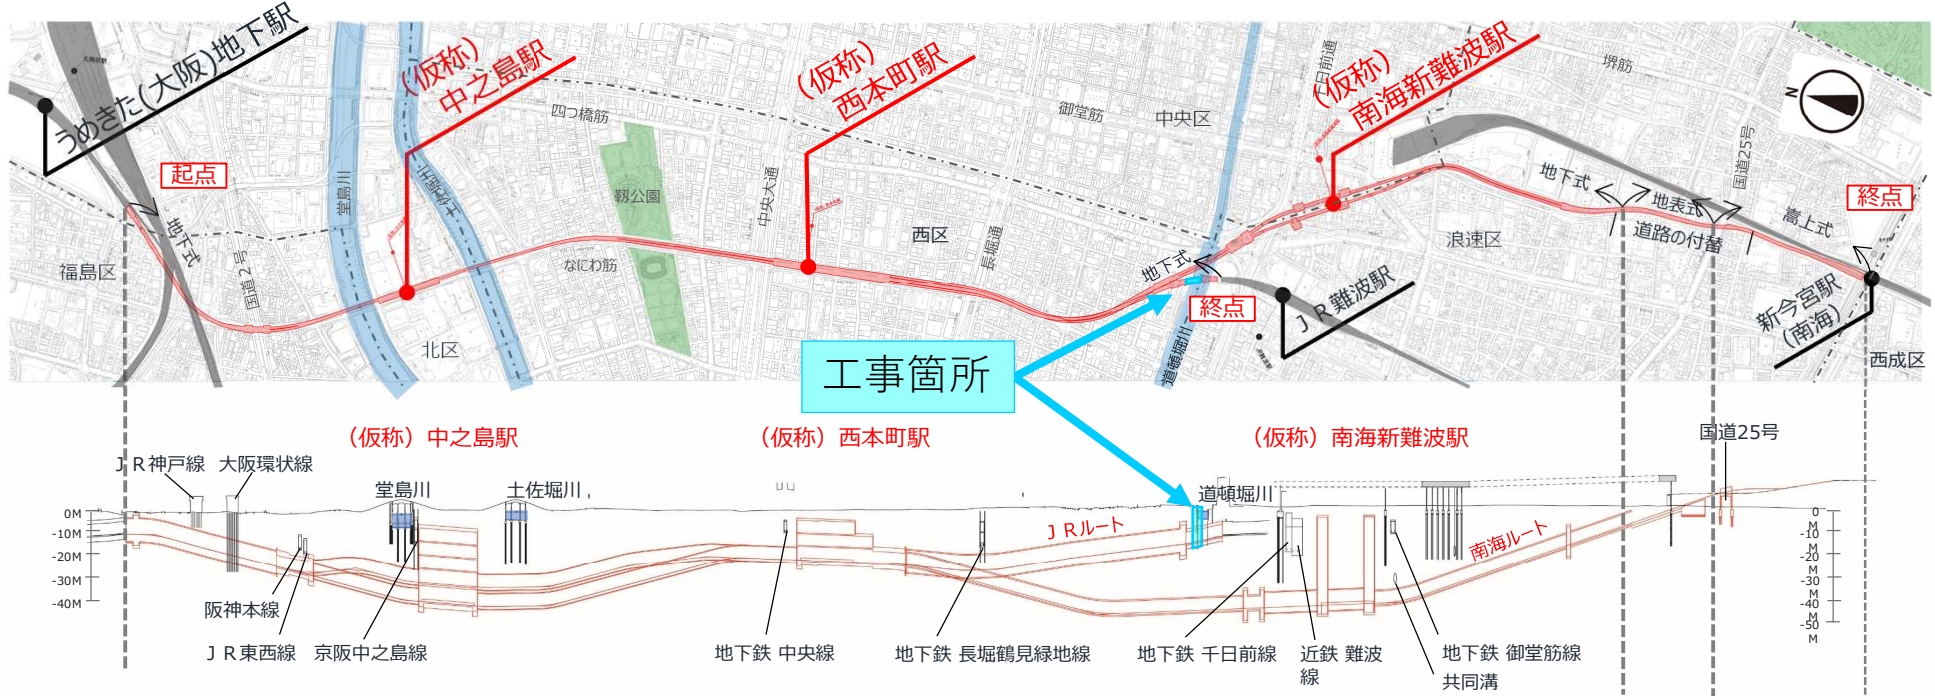 うめきた(大阪)地下駅
起点
地下式
福島区
国道２号
堂島川
土佐堀川
(仮称)
中之島駅
北区
四つ橋筋
なにわ筋
靱公園
中央大通
(仮称)
西本町駅
西区
長堀通
御堂筋
中央区
千日前通
地下式
終点
道頓堀川
ＪＲ難波駅
(仮称)
南海新難波駅
堺筋
浪速区
国道25号
地下式
地表式
嵩上式
道路の付替
終点
新今宮駅
(南海)
西成区
N
工事箇所
（仮称）中之島駅
（仮称）西本町駅
（仮称）南海新難波駅
国道25号
ＪＲ神戸線
大阪環状線
堂島川
土佐堀川
道頓堀川
ＪＲルート
南海ルート
0M
-10M
-20M
-30M
-40M
0
M
-10
M
-20
M
-30
M
-40
M
-50
M
阪神本線
ＪＲ東西線
京阪中之島線
地下鉄 中央線
地下鉄 長堀鶴見緑地線
地下鉄 千日前線
近鉄 難波
線
地下鉄 御堂筋線
共同溝